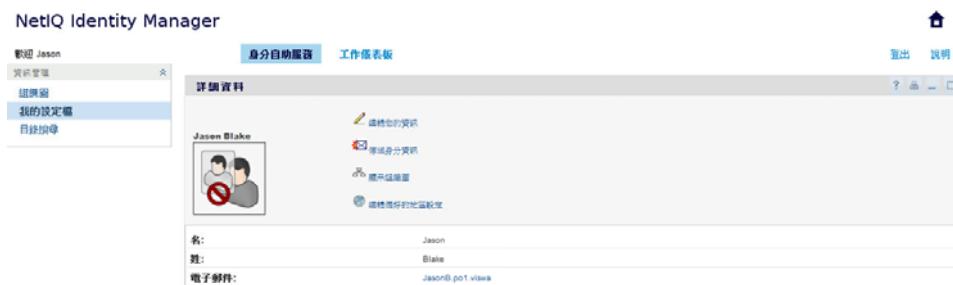 NetIQ Identity Manager
歡迎 Jason
身分自助服務
工作儀表板
登出
說明
資訊管理
組織圖
我的設定檔
目錄搜尋
詳細資料
?
Jason Blake
編輯您的資訊
傳送身分資訊
顯示組織圖
編輯偏好的地區設定
名:
Jason
姓:
Blake
電子郵件:
JasonB.po1.viswa